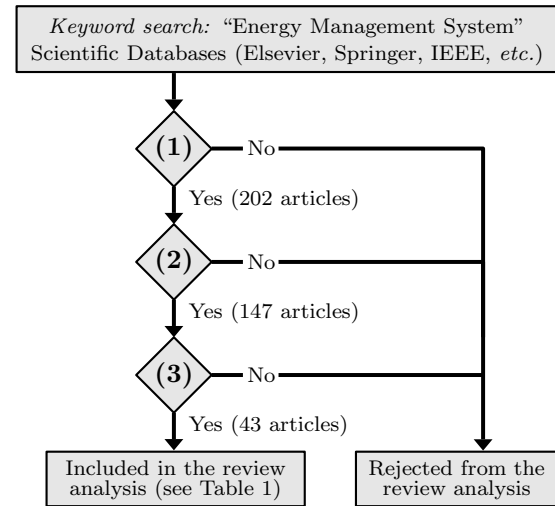 Keyword search: “Energy Management System”
Scientific Databases (Elsevier, Springer, IEEE, etc.)
(1)
No
Yes (202 articles)
(2)
No
Yes (147 articles)
(3)
No
Yes (43 articles)
Included in the review
analysis (see Table 1)
Rejected from the
review analysis